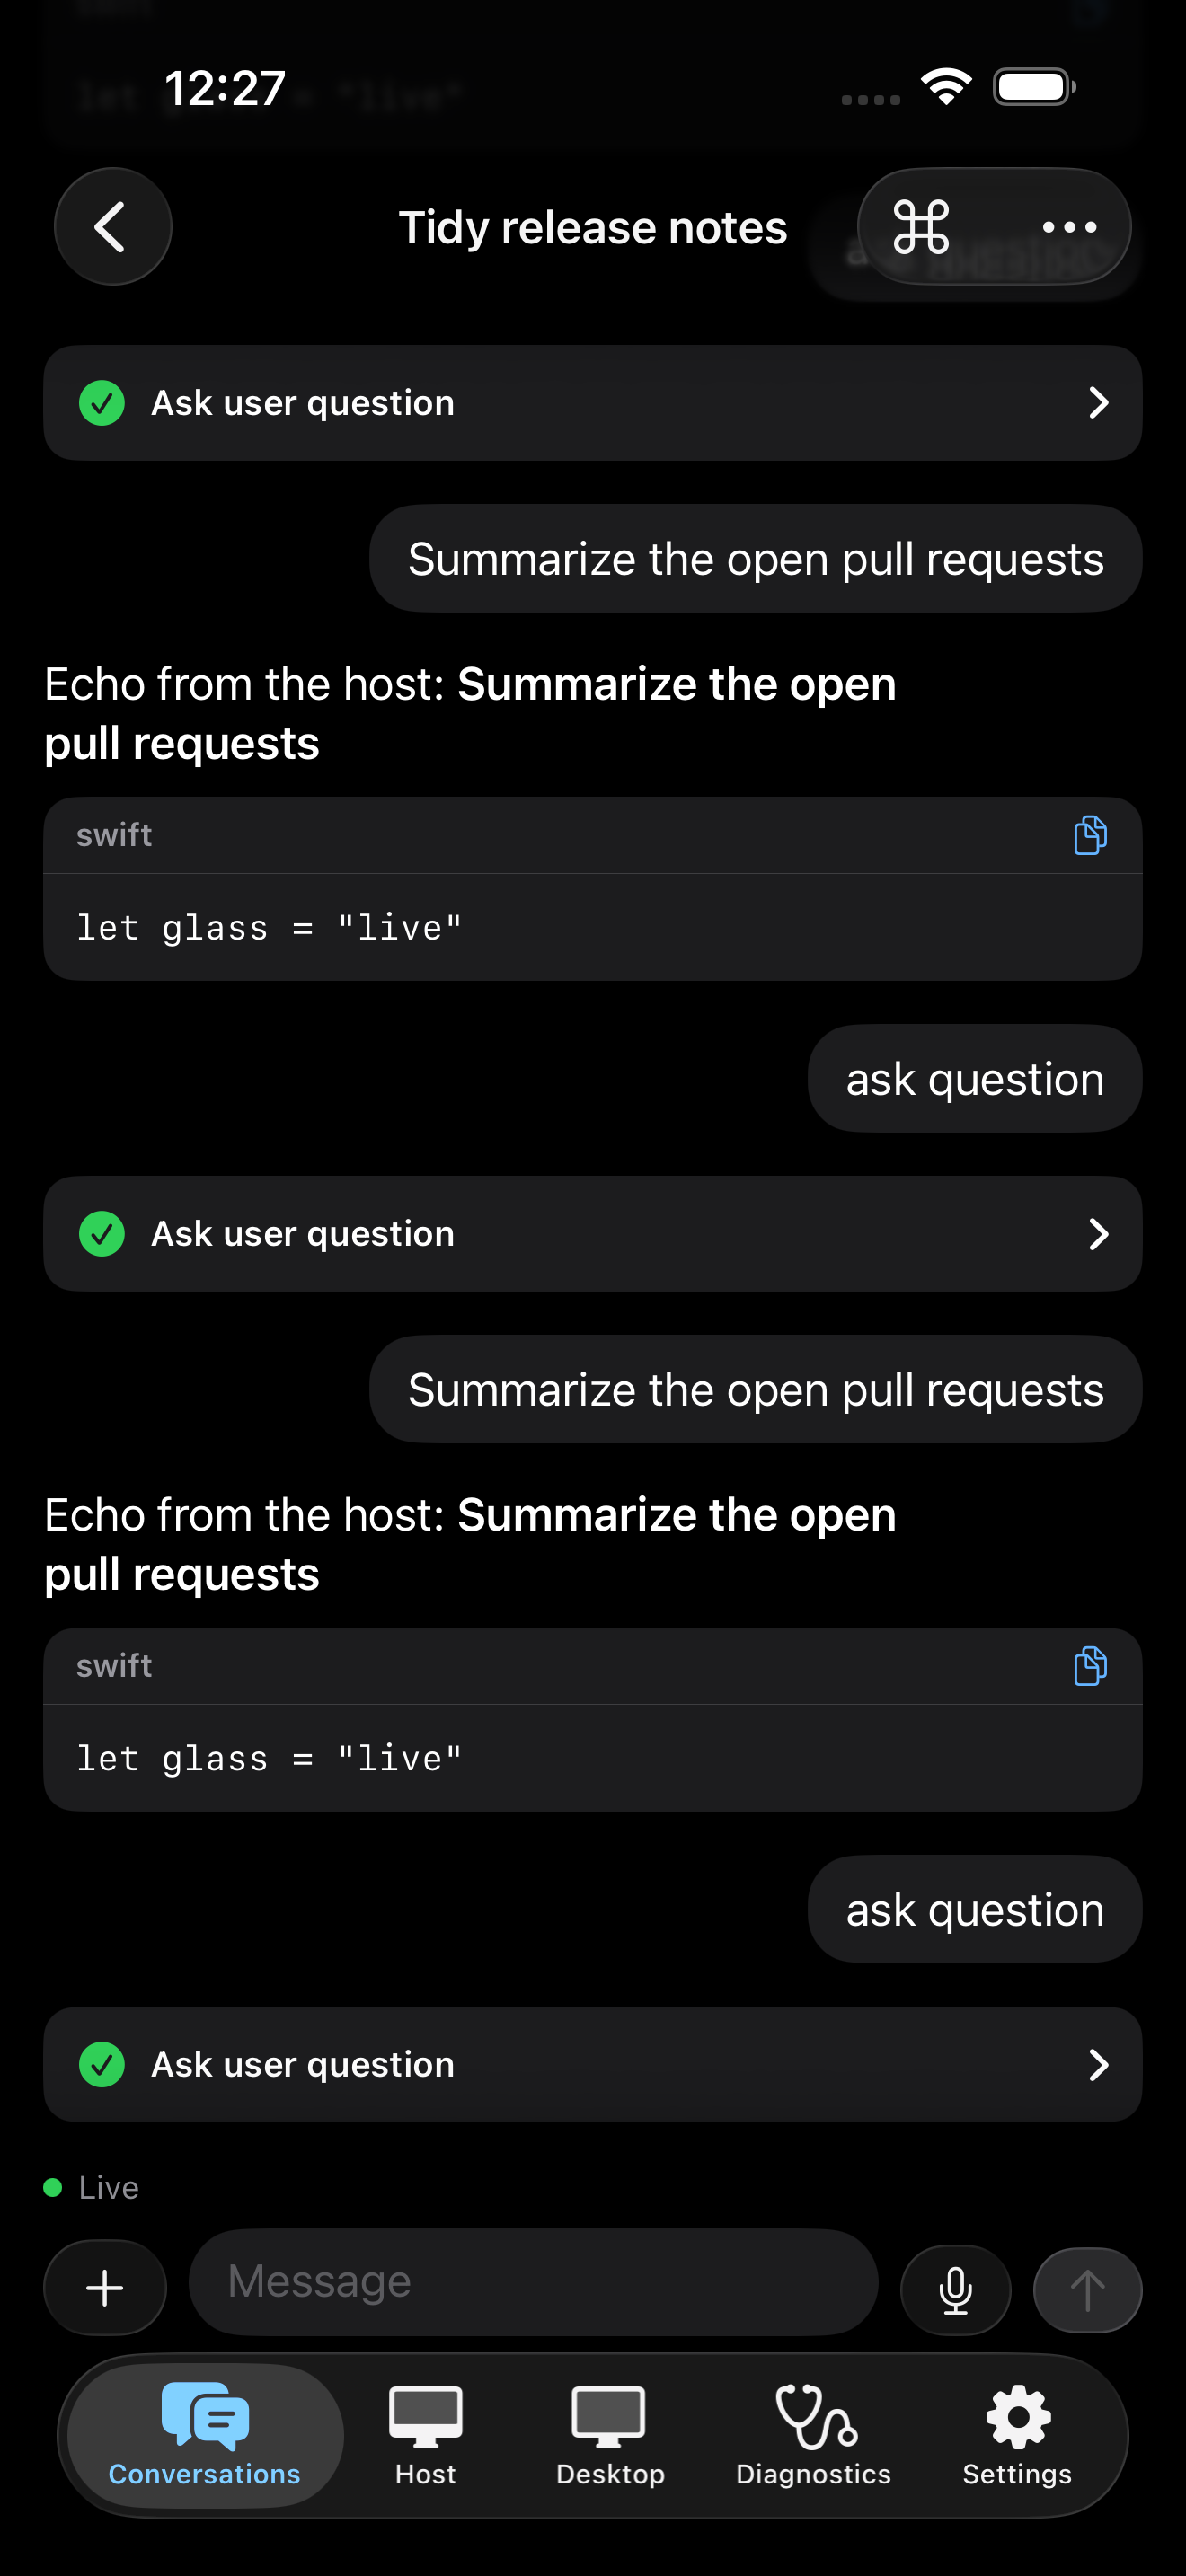 12:27
Tidy release notes
Ask user question
Summarize the open pull requests
Echo from the host: Summarize the open
pull requests
swift
let glass = "live"
ask question
Ask user question
Summarize the open pull requests
Echo from the host: Summarize the open
pull requests
swift
let glass = "live"
ask question
Ask user question
Live
Message
Conversations
Host
Desktop
Diagnostics
Settings